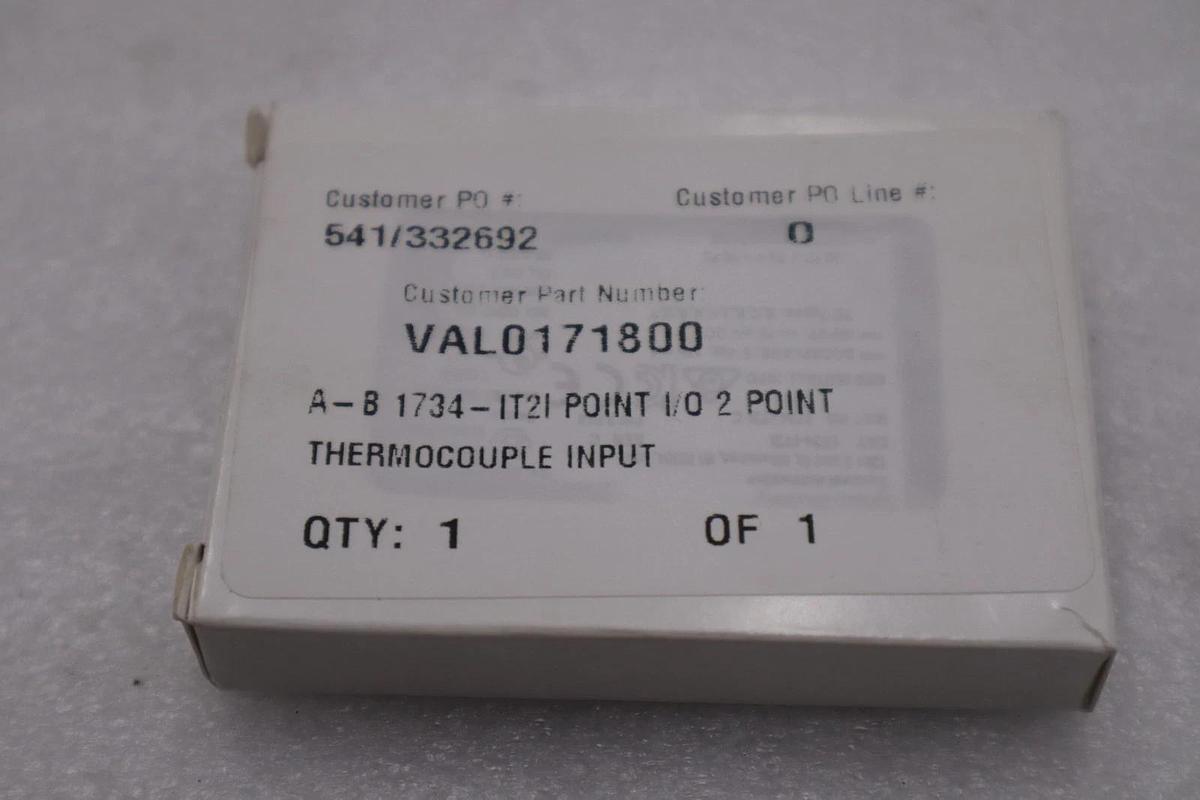 Customer PO #: Customer PO Line #:
541/332692 0
Customer Part Number:
VAL0171800
A-B 1734-IT2I POINT I/O 2 POINT
THERMOCOUPLE INPUT
QTY: 1 OF 1